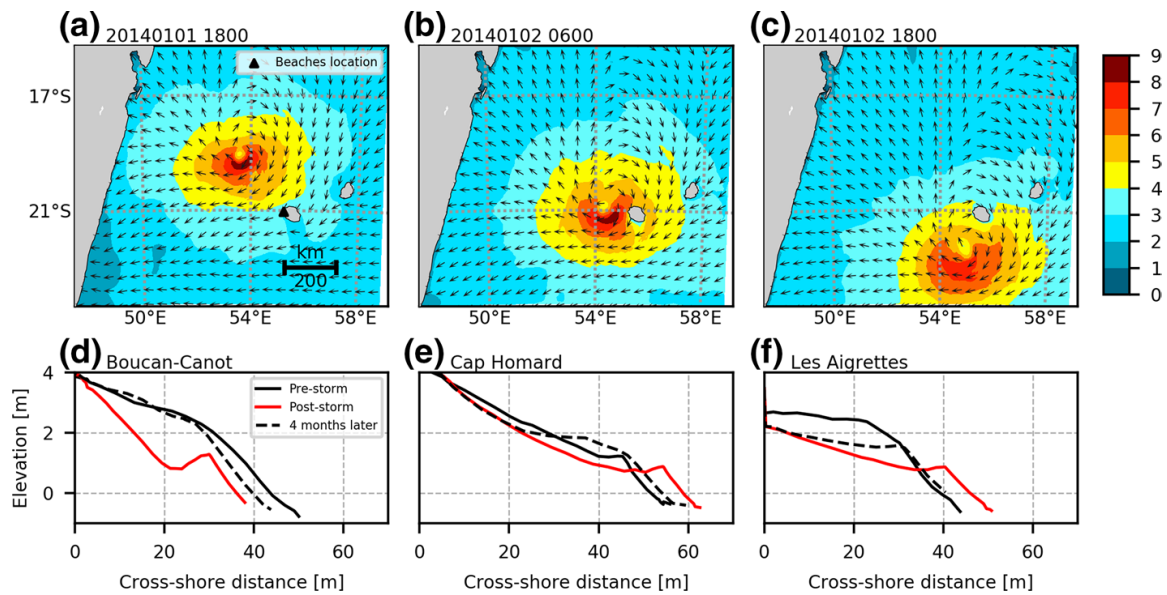 (a) 20140101 1800
(b) 20140102 0600
(c) 20140102 1800
Beaches location
17°S
21°S
km
200
50°E 54°E 58°E
50°E 54°E 58°E
50°E 54°E 58°E
9
8
7
6
5
4
3
2
1
0
(d) Boucan-Canot
(e) Cap Homard
(f) Les Aigrettes
Pre-storm
Post-storm
4 months later
Elevation [m]
4
2
0
0 20 40 60
0 20 40 60
0 20 40 60
Cross-shore distance [m]
Cross-shore distance [m]
Cross-shore distance [m]